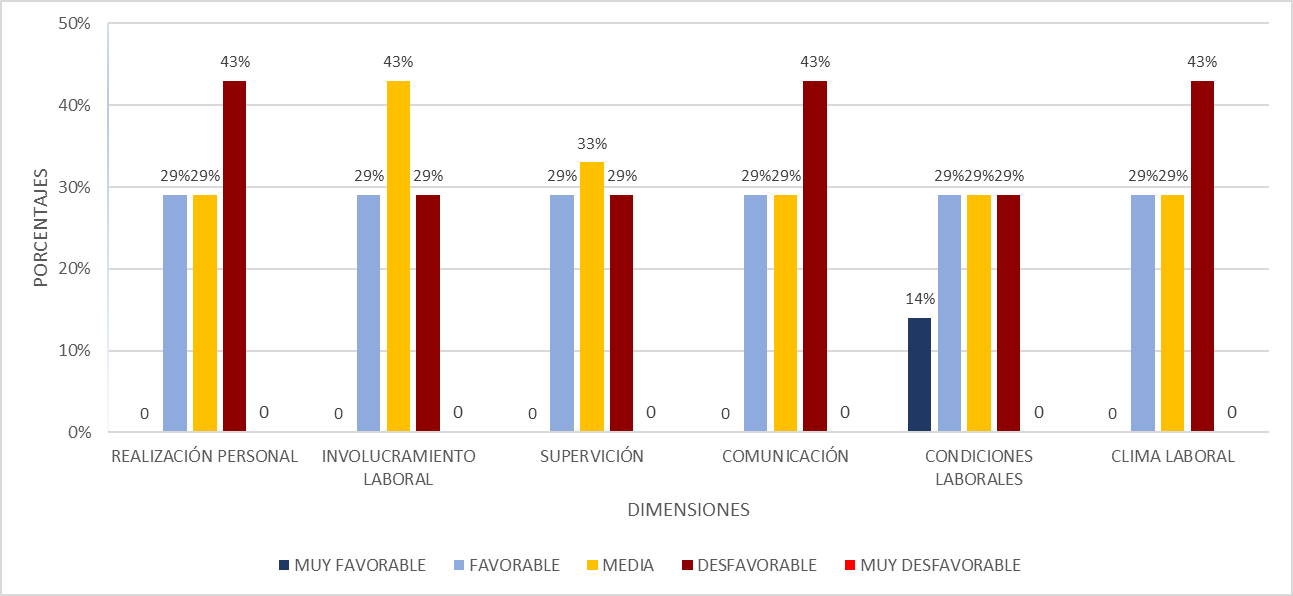 50%
40%
30%
20%
10%
0%
PORCENTAJES
0 29% 29% 43% 0
0 29% 43% 29% 0
0 29% 33% 29% 0
0 29% 29% 43% 0
14% 29% 29% 29% 0
0 29% 29% 43% 0
REALIZACIÓN PERSONAL
INVOLUCRAMIENTO
LABORAL
SUPERVICIÓN
COMUNICACIÓN
CONDICIONES
LABORALES
CLIMA LABORAL
DIMENSIONES
MUY FAVORABLE FAVORABLE MEDIA DESFAVORABLE MUY DESFAVORABLE